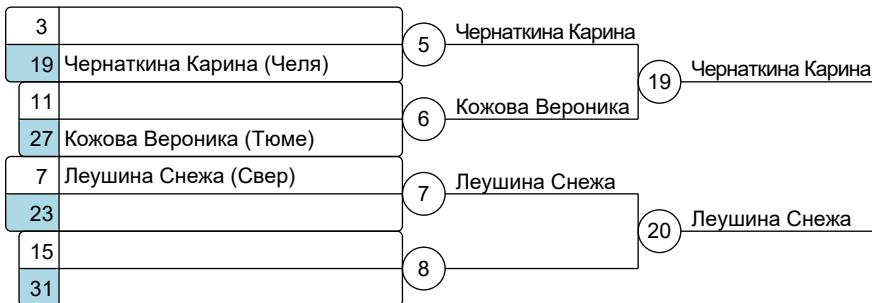 3
5
Чернаткина Карина
19 Чернаткина Карина (Челя)
19
Чернаткина Карина
11
6
Кожова Вероника
27 Кожова Вероника (Тюме)
7 Леушина Снежа (Свер)
7
Леушина Снежа
23
20
Леушина Снежа
15
8
31